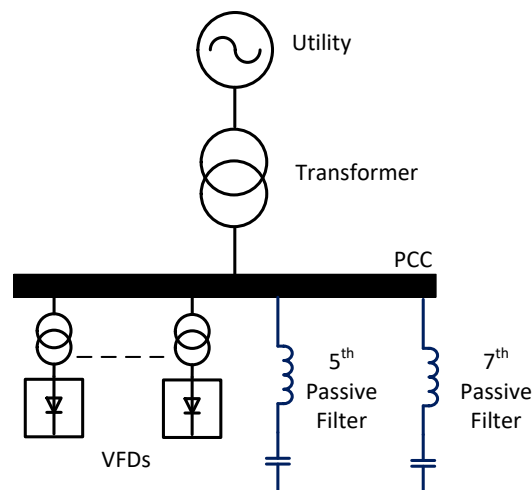 Utility
Transformer
PCC
5th
Passive
Filter
7th
Passive
Filter
VFDs